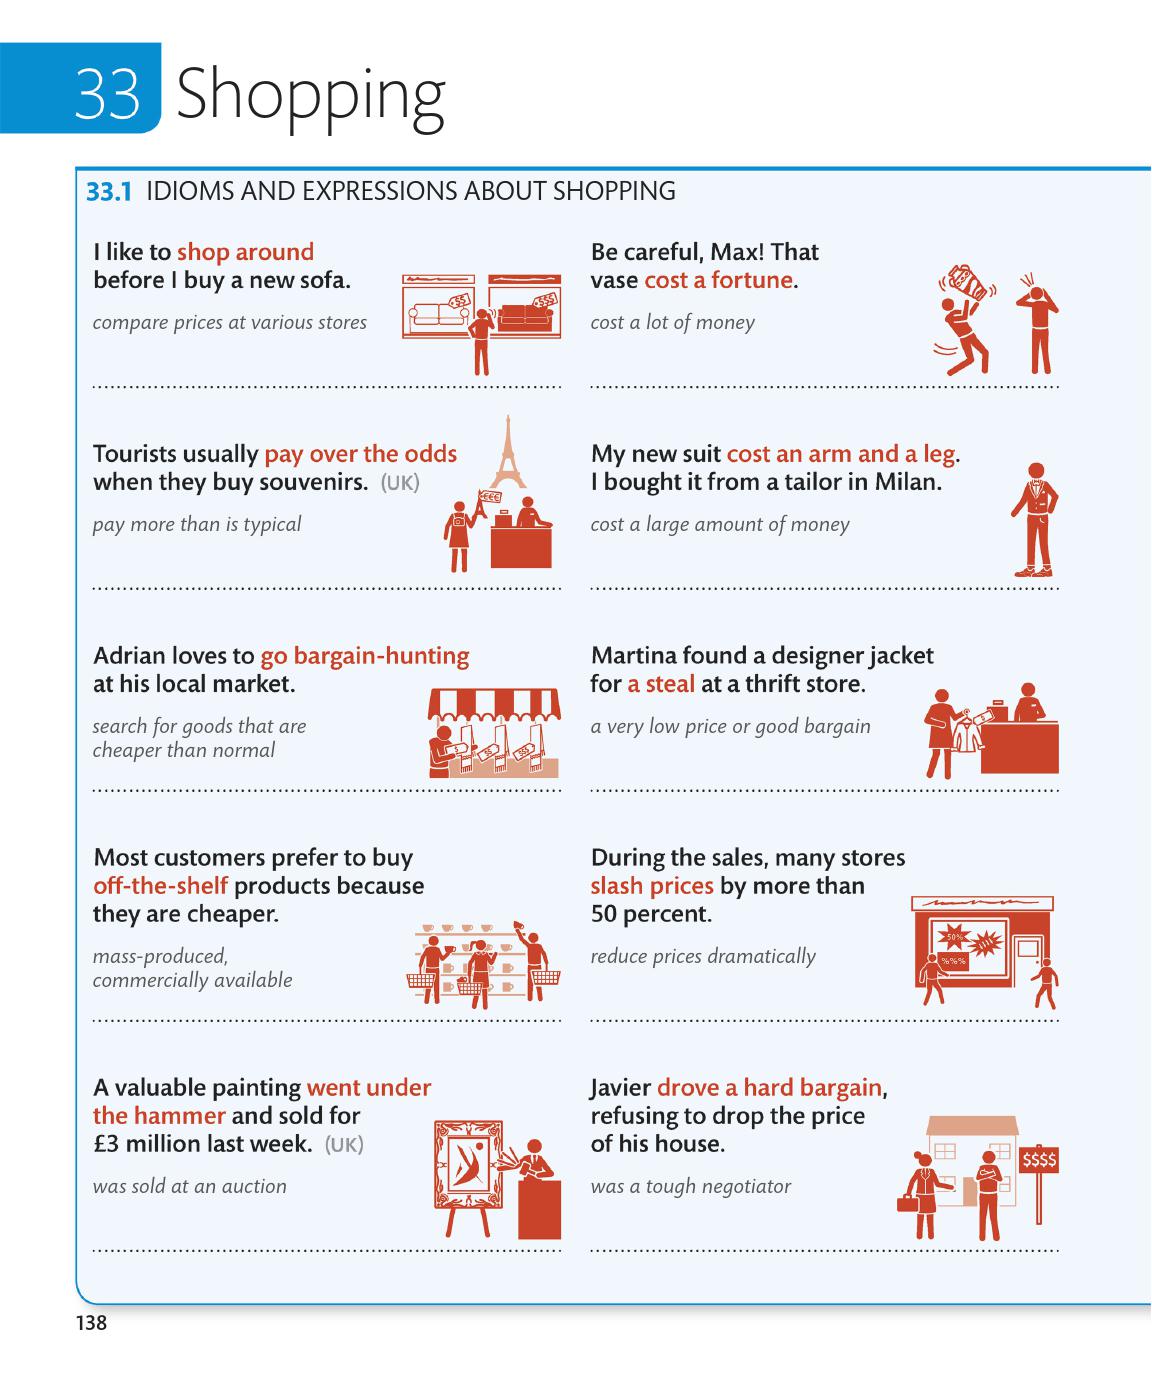 33 Shopping
33.1 IDIOMS AND EXPRESSIONS ABOUT SHOPPING
I like to shop around
before I buy a new sofa.
compare prices at various stores
$$
$$$
Be careful, Max! That
vase cost a fortune.
cost a lot of money
Tourists usually pay over the odds
when they buy souvenirs. (UK)
pay more than is typical
€€€
My new suit cost an arm and a leg.
I bought it from a tailor in Milan.
cost a large amount of money
Adrian loves to go bargain-hunting
at his local market.
search for goods that are
cheaper than normal
$
$$
$$$
Martina found a designer jacket
for a steal at a thrift store.
a very low price or good bargain
$
Most customers prefer to buy
off-the-shelf products because
they are cheaper.
mass-produced,
commercially available
During the sales, many stores
slash prices by more than
50 percent.
reduce prices dramatically
50%
%%%
A valuable painting went under
the hammer and sold for
£3 million last week. (UK)
was sold at an auction
Javier drove a hard bargain,
refusing to drop the price
of his house.
was a tough negotiator
$$$$
138